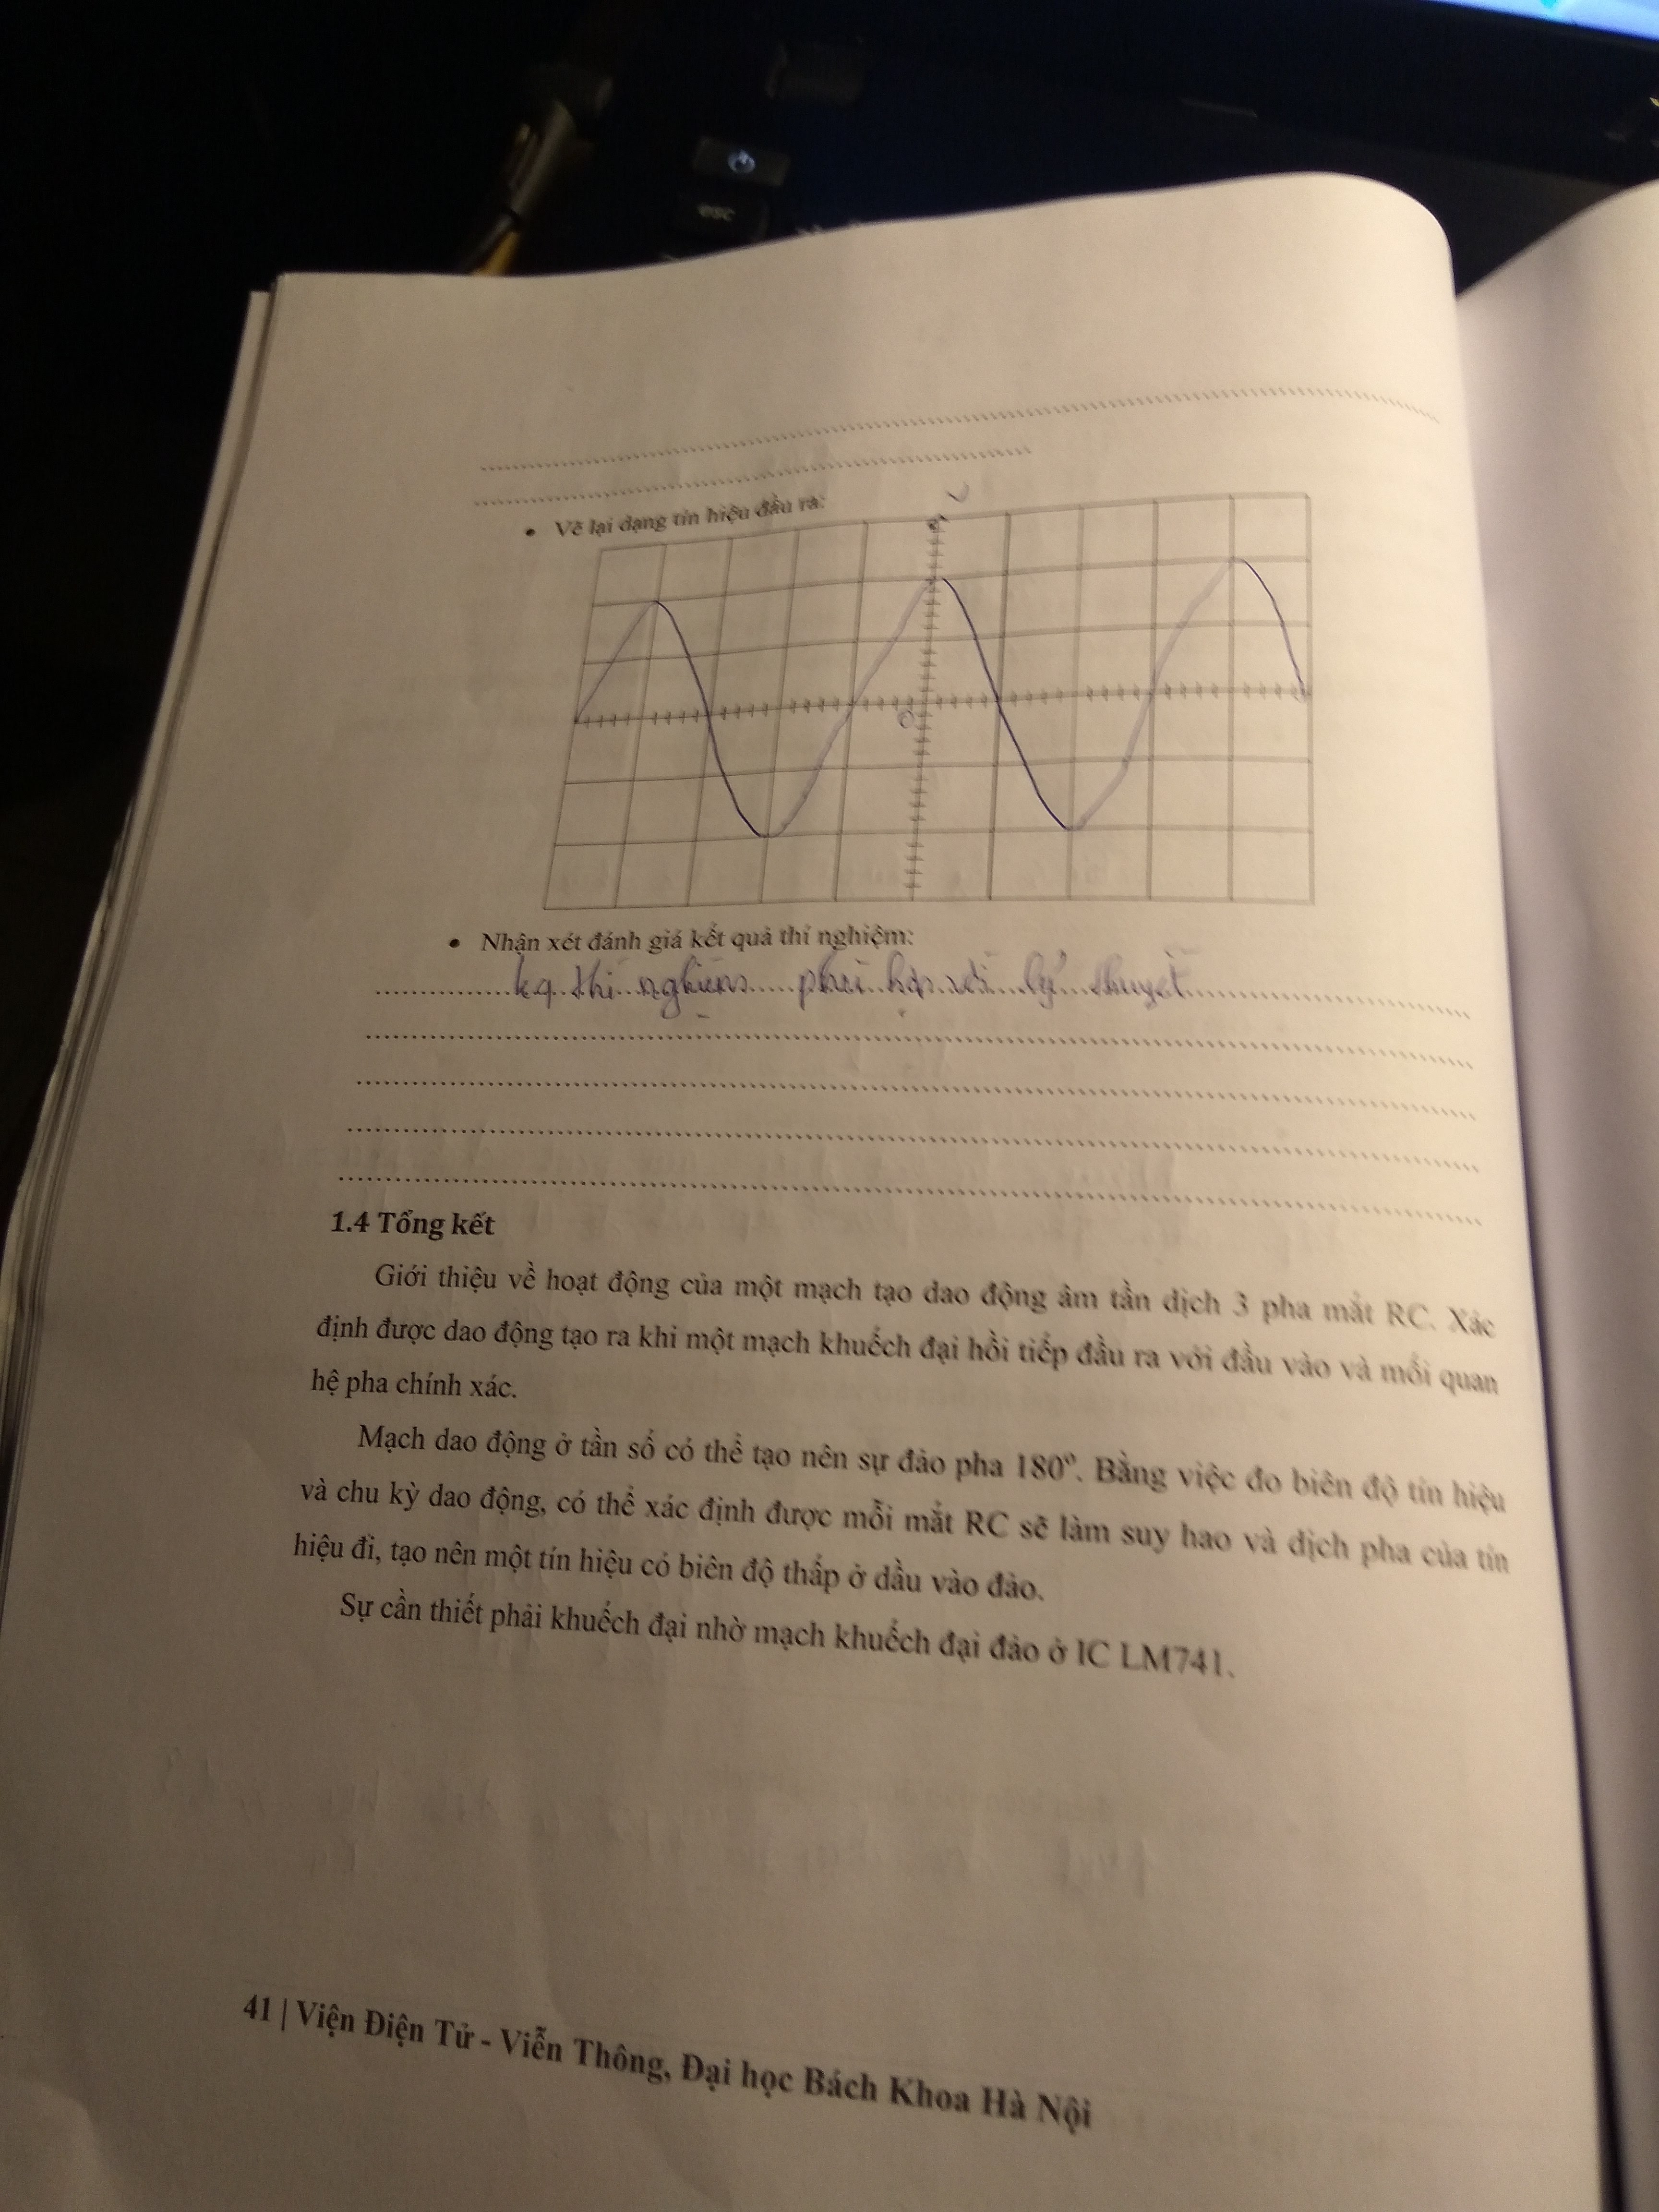 esc
• Vẽ lại dạng tín hiệu đầu ra:
O
• Nhận xét đánh giá kết quả thí nghiệm:
kq thí nghiệm phù hợp với lý thuyết
1.4 Tổng kết
Giới thiệu về hoạt động của một mạch tạo dao động âm tần dịch 3 pha mắt RC. Xác
định được dao động tạo ra khi một mạch khuếch đại hồi tiếp đầu ra với đầu vào và mối quan
hệ pha chính xác.
Mạch dao động ở tần số có thể tạo nên sự đảo pha 180°. Bằng việc đo biên độ tín hiệu
và chu kỳ dao động, có thể xác định được mỗi mắt RC sẽ làm suy hao và dịch pha của tín
hiệu đi, tạo nên một tín hiệu có biên độ thấp ở dầu vào đảo.
Sự cần thiết phải khuếch đại nhờ mạch khuếch đại đảo ở IC LM741.
41 | Viện Điện Tử - Viễn Thông, Đại học Bách Khoa Hà Nội